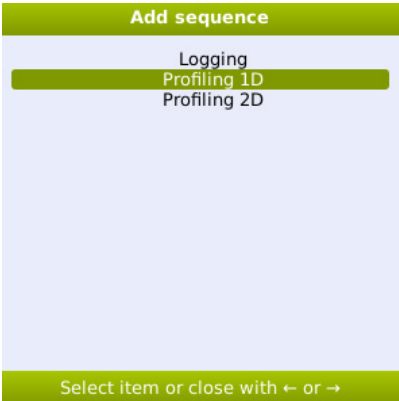 Add sequence
Logging
Profiling 1D
Profiling 2D
Select item or close with ← or →